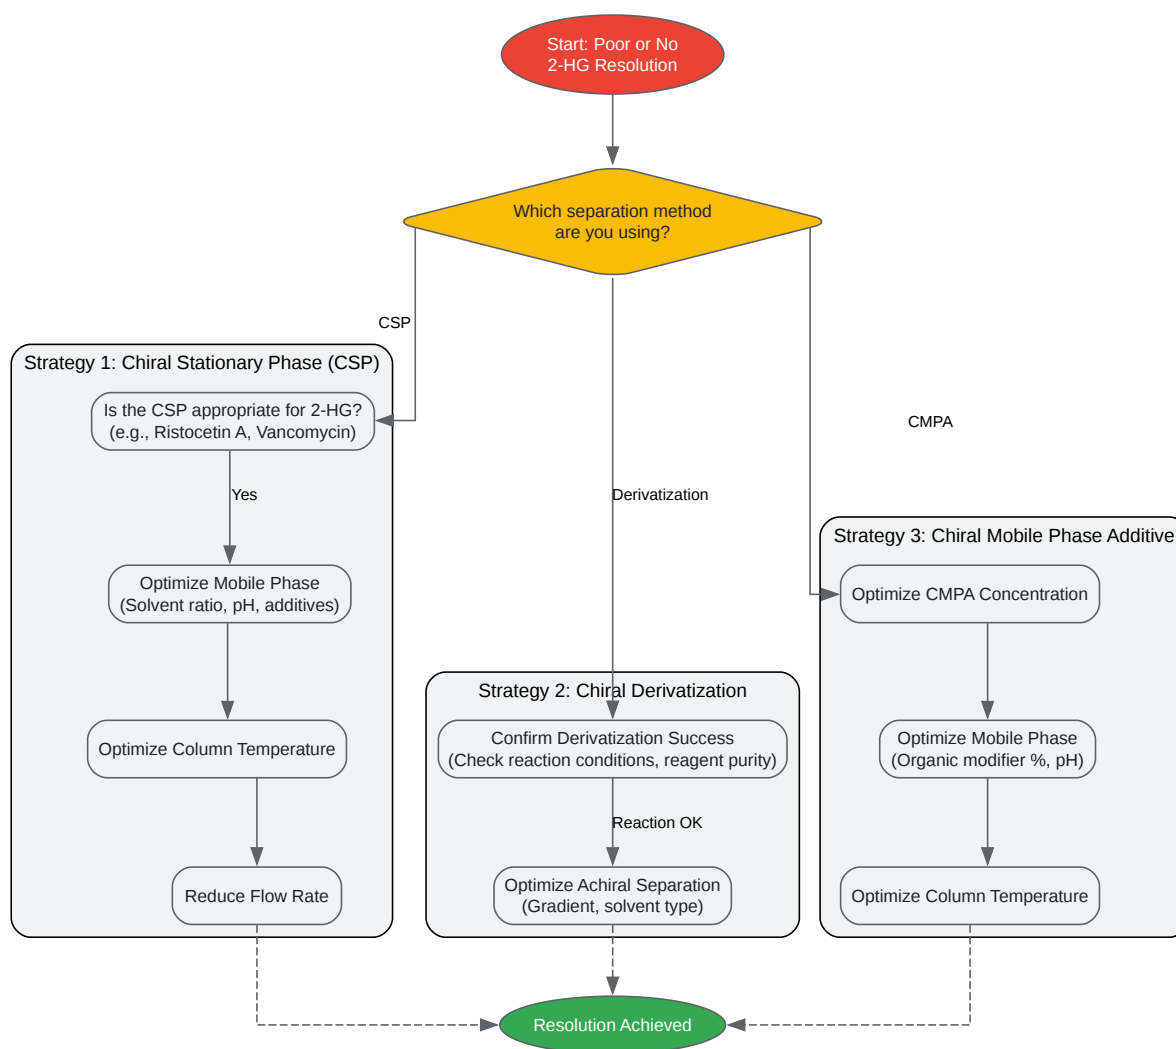 Start: Poor or No
2-HG Resolution
Which separation method
are you using?
CSP
Strategy 1: Chiral Stationary Phase (CSP)
Is the CSP appropriate for 2-HG?
(e.g., Ristocetin A, Vancomycin)
Yes
Optimize Mobile Phase
(Solvent ratio, pH, additives)
Optimize Column Temperature
Reduce Flow Rate
Derivatization
Strategy 2: Chiral Derivatization
Confirm Derivatization Success
(Check reaction conditions, reagent purity)
Reaction OK
Optimize Achiral Separation
(Gradient, solvent type)
CMPA
Strategy 3: Chiral Mobile Phase Additive
Optimize CMPA Concentration
Optimize Mobile Phase
(Organic modifier %, pH)
Optimize Column Temperature
Resolution Achieved